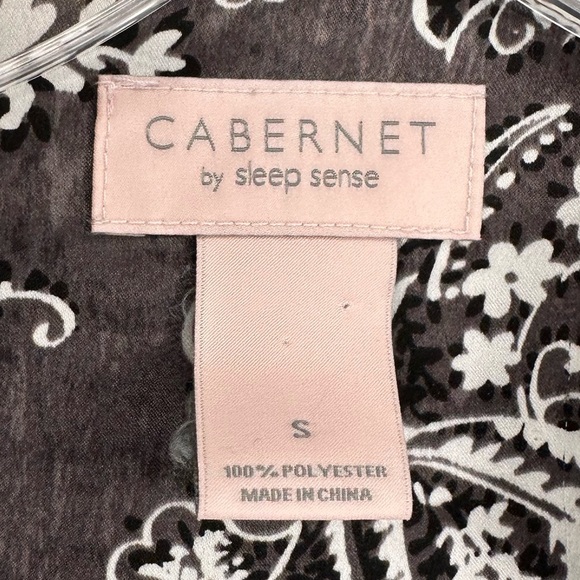 CABERNET
by sleep sense
S
100% POLYESTER
MADE IN CHINA